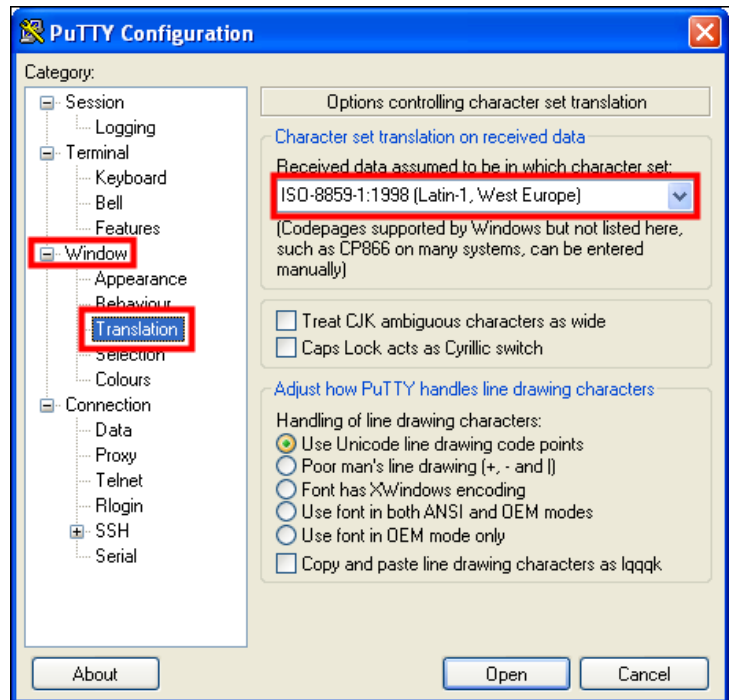 PuTTY Configuration
Category:
Session
Logging
Terminal
Keyboard
Bell
Features
Window
Appearance
Behaviour
Translation
Selection
Colours
Connection
Data
Proxy
Telnet
Rlogin
SSH
Serial
Options controlling character set translation
Character set translation on received data
Received data assumed to be in which character set:
ISO-8859-1:1998 (Latin-1, West Europe)
(Codepages supported by Windows but not listed here,
such as CP866 on many systems, can be entered
manually)
Treat CJK ambiguous characters as wide
Caps Lock acts as Cyrillic switch
Adjust how PuTTY handles line drawing characters
Handling of line drawing characters:
Use Unicode line drawing code points
Poor man's line drawing (+, - and |)
Font has XWindows encoding
Use font in both ANSI and OEM modes
Use font in OEM mode only
Copy and paste line drawing characters as lqqqk
About
Open
Cancel